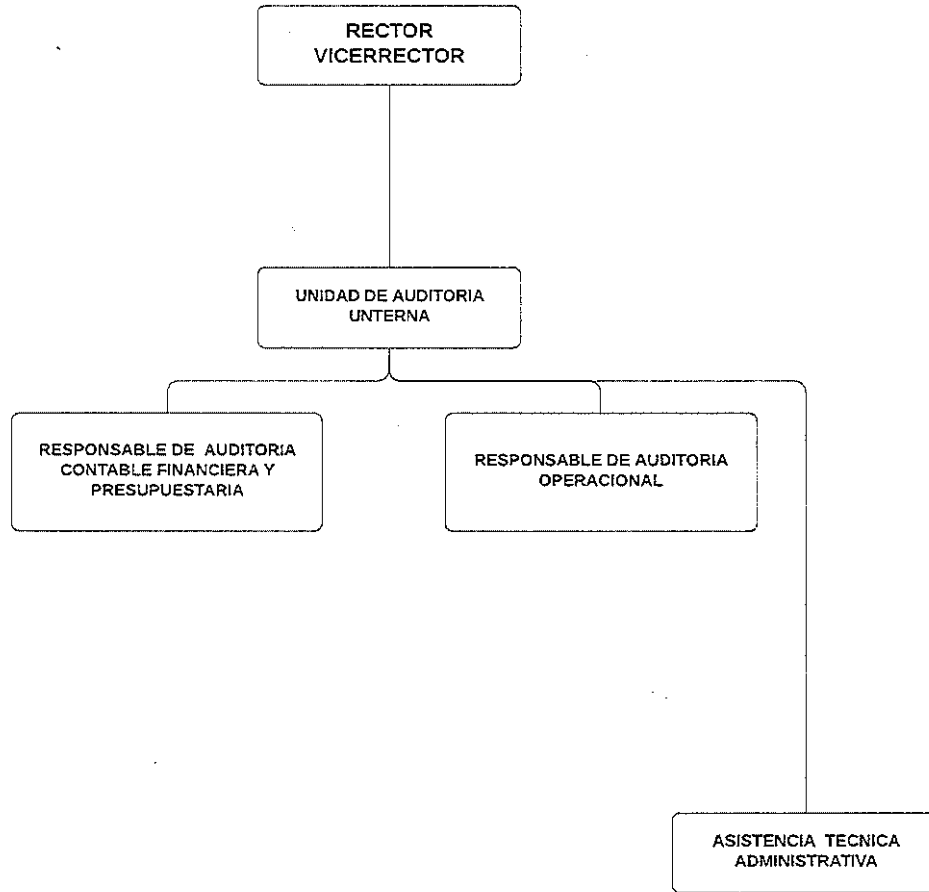 RECTOR
VICERRECTOR
UNIDAD DE AUDITORIA
UNTERNA
RESPONSABLE DE AUDITORIA
CONTABLE FINANCIERA Y
PRESUPUESTARIA
RESPONSABLE DE AUDITORIA
OPERACIONAL
ASISTENCIA TECNICA
ADMINISTRATIVA